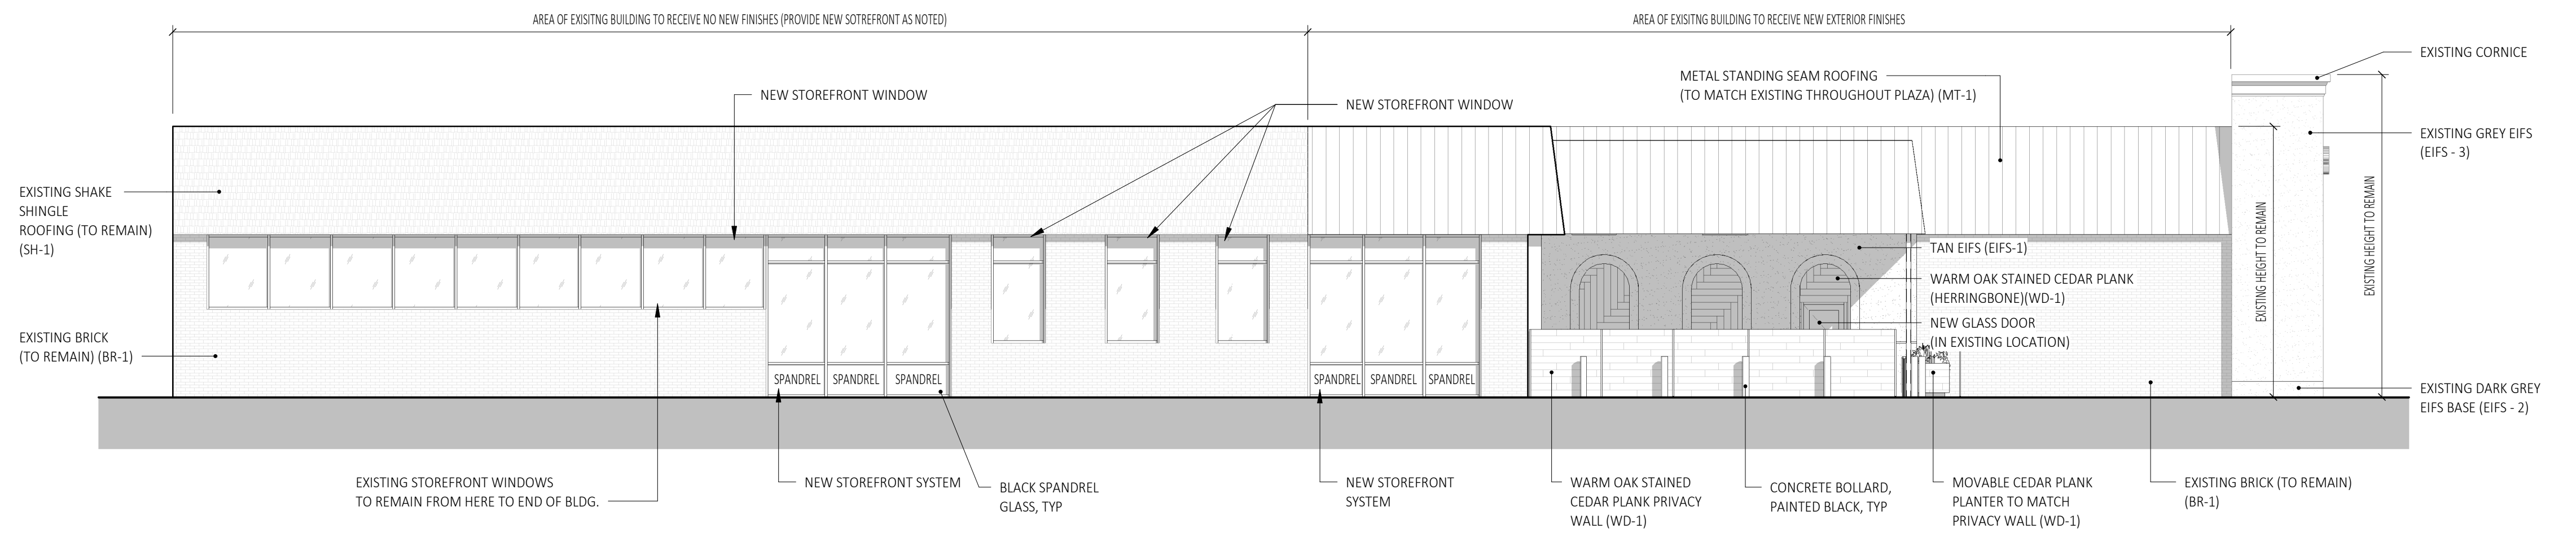 AREA OF EXISITNG BUILDING TO RECEIVE NO NEW FINISHES (PROVIDE NEW SOTREFRONT AS NOTED)
AREA OF EXISITNG BUILDING TO RECEIVE NEW EXTERIOR FINISHES
EXISTING CORNICE
METAL STANDING SEAM ROOFING
(TO MATCH EXISTING THROUGHOUT PLAZA) (MT-1)
NEW STOREFRONT WINDOW
NEW STOREFRONT WINDOW
EXISTING GREY EIFS
(EIFS - 3)
EXISTING SHAKE
SHINGLE
ROOFING (TO REMAIN)
(SH-1)
EXISTING HEIGHT TO REMAIN
EXISTING HEIGHT TO REMAIN
TAN EIFS (EIFS-1)
WARM OAK STAINED CEDAR PLANK
(HERRINGBONE)(WD-1)
NEW GLASS DOOR
(IN EXISTING LOCATION)
EXISTING BRICK
(TO REMAIN) (BR-1)
SPANDREL
SPANDREL
SPANDREL
SPANDREL
SPANDREL
SPANDREL
EXISTING DARK GREY
EIFS BASE (EIFS - 2)
EXISTING STOREFRONT WINDOWS
TO REMAIN FROM HERE TO END OF BLDG.
NEW STOREFRONT SYSTEM
BLACK SPANDREL
GLASS, TYP
NEW STOREFRONT
SYSTEM
WARM OAK STAINED
CEDAR PLANK PRIVACY
WALL (WD-1)
CONCRETE BOLLARD,
PAINTED BLACK, TYP
MOVABLE CEDAR PLANK
PLANTER TO MATCH
PRIVACY WALL (WD-1)
EXISTING BRICK (TO REMAIN)
(BR-1)